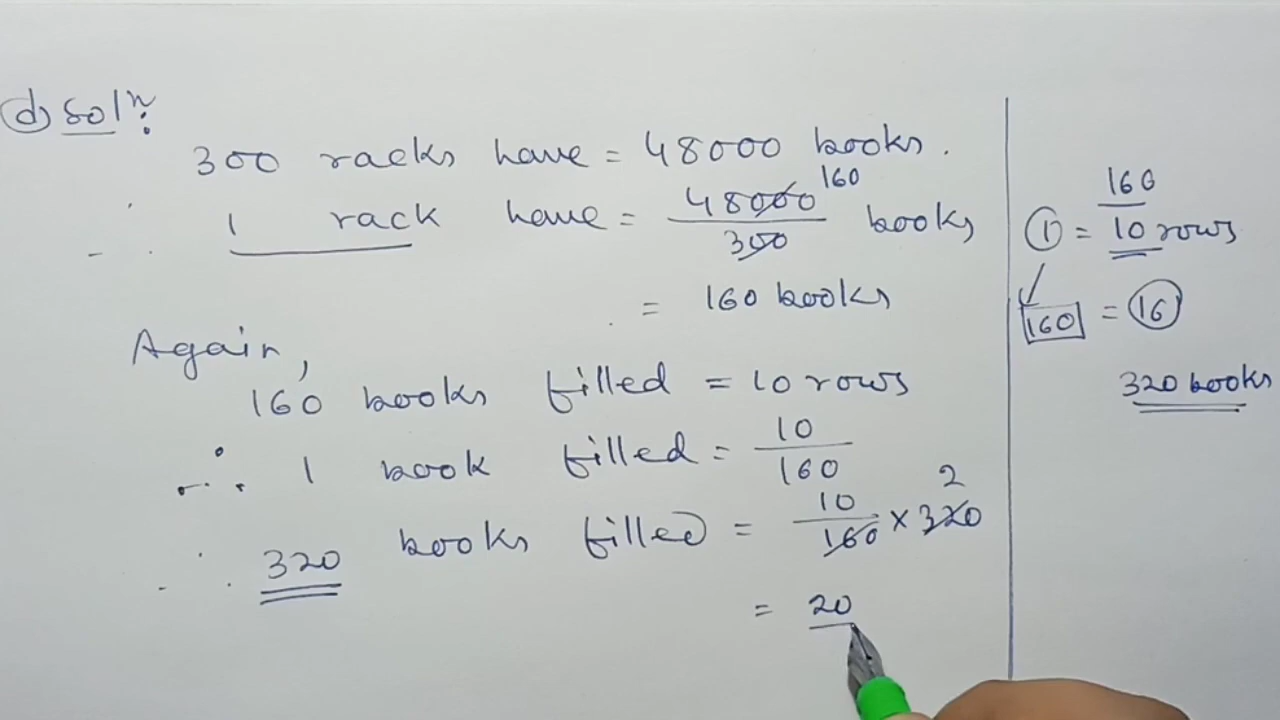 d) Solⁿ:
300 racks have = 48000 books.
∴ 1 rack have = 48000/300 160 books
= 160 books
Again,
160 books filled = 10 rows
∴ 1 book filled = 10/160
∴ 320 books filled = 10/160 × 320 2
= 20
160
1 = 10 rows
160 = 16
320 books